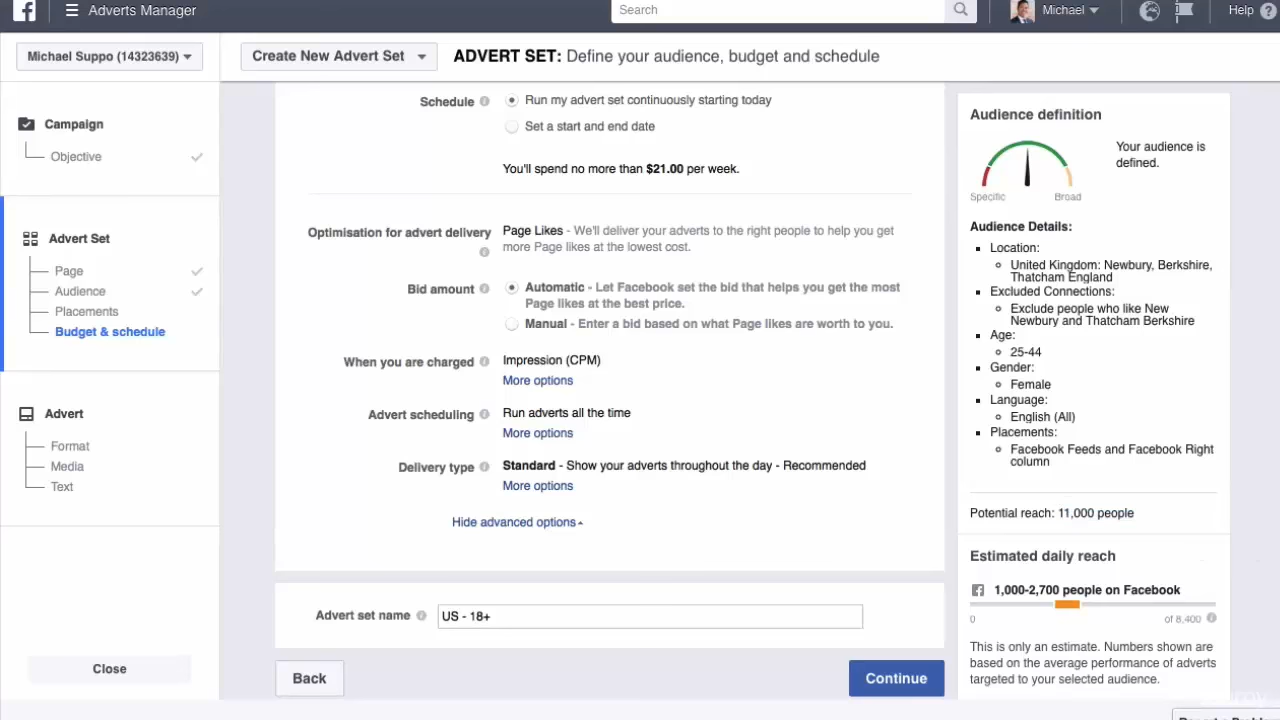 Adverts Manager
Search
Michael
Help
Michael Suppo (14323639)
Create New Advert Set
ADVERT SET: Define your audience, budget and schedule
Campaign
Objective
Advert Set
Page
Audience
Placements
Budget & schedule
Advert
Format
Media
Text
Close
Schedule
Run my advert set continuously starting today
Set a start and end date
You'll spend no more than $21.00 per week.
Optimisation for advert delivery
Page Likes - We'll deliver your adverts to the right people to help you get
more Page likes at the lowest cost.
Bid amount
Automatic - Let Facebook set the bid that helps you get the most
Page likes at the best price.
Manual - Enter a bid based on what Page likes are worth to you.
When you are charged
Impression (CPM)
More options
Advert scheduling
Run adverts all the time
More options
Delivery type
Standard - Show your adverts throughout the day - Recommended
More options
Hide advanced options
Advert set name
US - 18+
Back
Continue
Audience definition
Your audience is
defined.
Specific
Broad
Audience Details:
Location:
United Kingdom: Newbury, Berkshire,
Thatcham England
Excluded Connections:
Exclude people who like New
Newbury and Thatcham Berkshire
Age:
25-44
Gender:
Female
Language:
English (All)
Placements:
Facebook Feeds and Facebook Right
column
Potential reach: 11,000 people
Estimated daily reach
1,000-2,700 people on Facebook
0
of 8,400
This is only an estimate. Numbers shown are
based on the average performance of adverts
targeted to your selected audience.